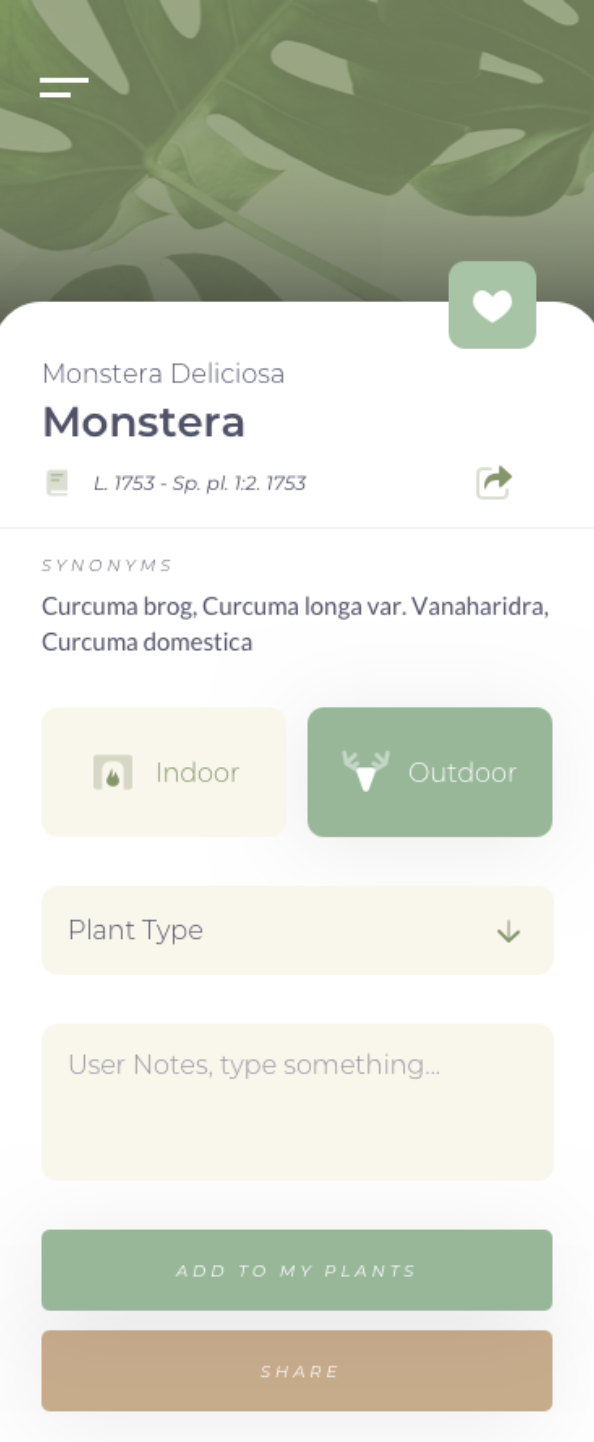 Monstera Deliciosa
Monstera
L. 1753 - Sp. pl. 1:2. 1753
SYNONYMS
Curcuma brog, Curcuma longa var. Vanaharidra,
Curcuma domestica
Indoor
Outdoor
Plant Type
User Notes, type something...
ADD TO MY PLANTS
SHARE